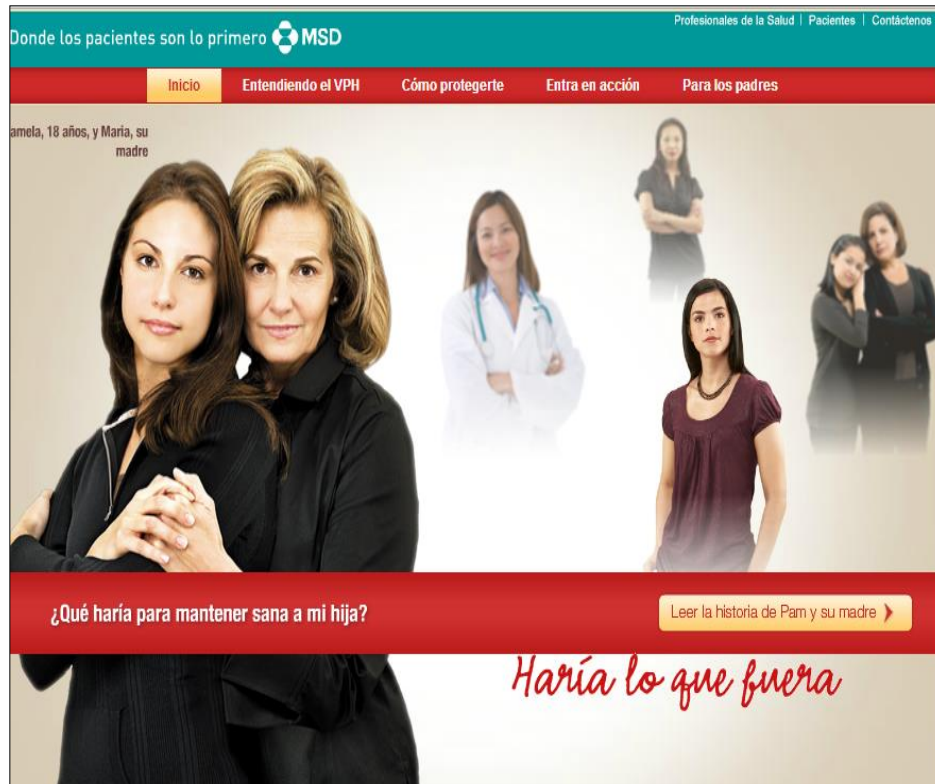 Profesionales de la Salud | Pacientes | Contáctenos
Donde los pacientes son lo primero MSD
Inicio Entendiendo el VPH Cómo protegerte Entra en acción Para los padres
amela, 18 años, y Maria, su
madre
¿Qué haría para mantener sana a mi hija? Leer la historia de Pam y su madre
Haría lo que fuera